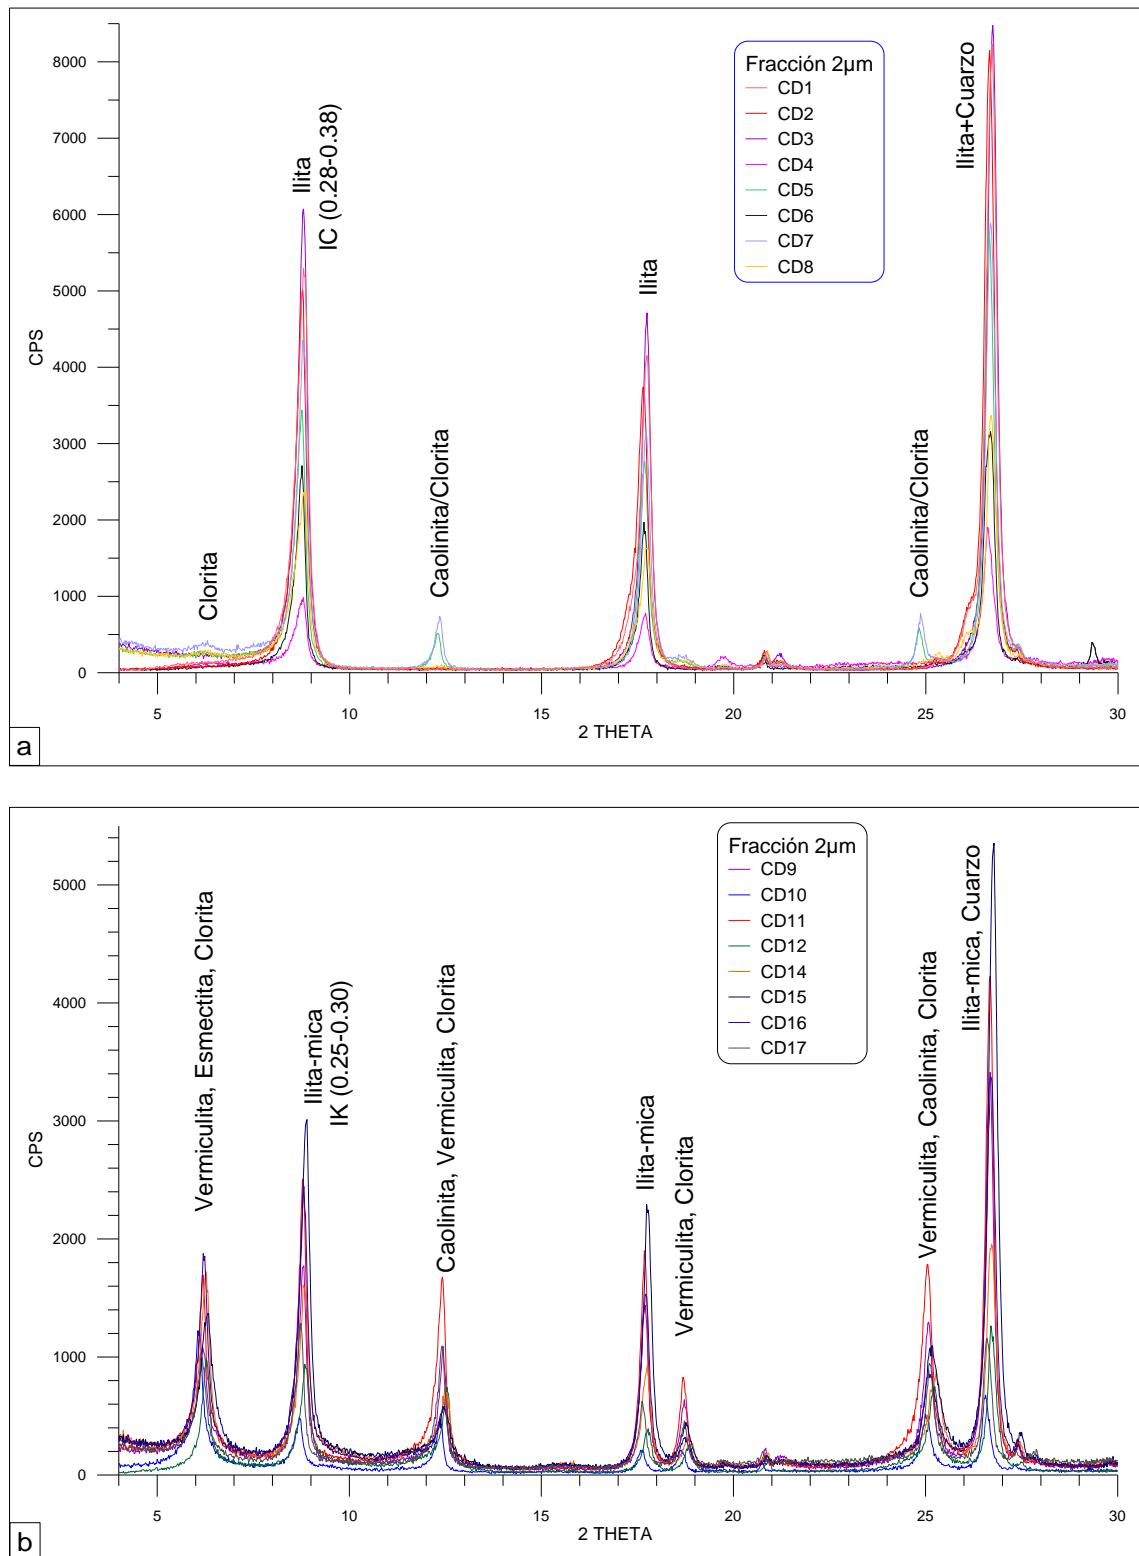 8000
7000
6000
5000
4000
3000
2000
1000
0
CPS
5
10
15
20
25
30
2 THETA
Clorita
Ilita
IC (0.28-0.38)
Caolinita/Clorita
Ilita
Caolinita/Clorita
Ilita+Cuarzo
Fracción 2µm
CD1
CD2
CD3
CD4
CD5
CD6
CD7
CD8
a
5000
4000
3000
2000
1000
0
CPS
5
10
15
20
25
30
2 THETA
Vermiculita, Esmectita, Clorita
Ilita-mica
IK (0.25-0.30)
Caolinita, Vermiculita, Clorita
Ilita-mica
Vermiculita, Clorita
Vermiculita, Caolinita, Clorita
Ilita-mica, Cuarzo
Fracción 2µm
CD9
CD10
CD11
CD12
CD14
CD15
CD16
CD17
b